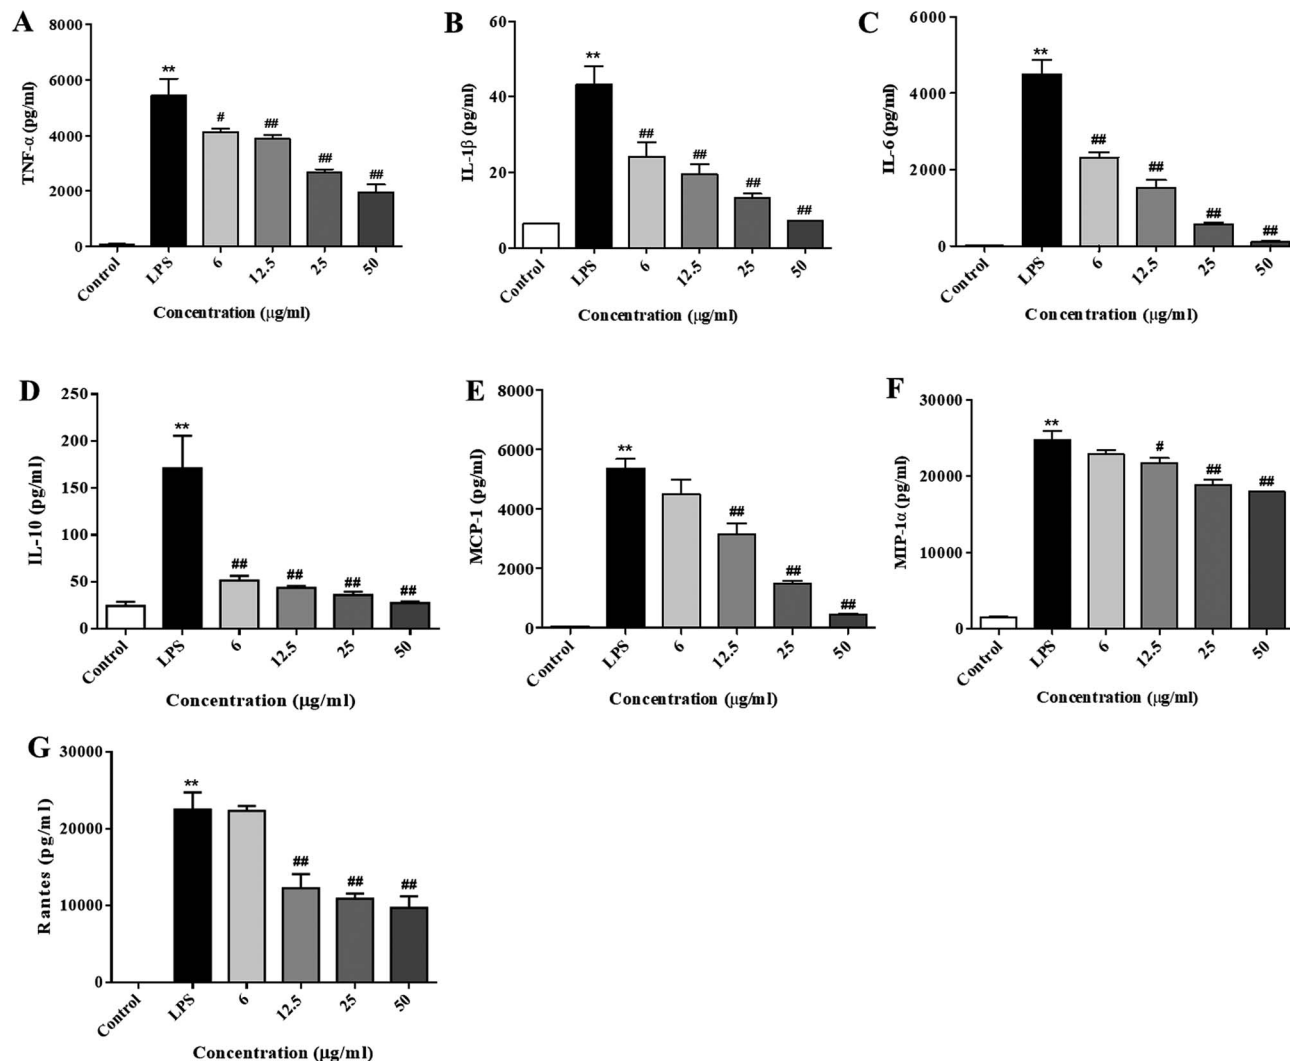 A
TNF-α (pg/ml)
8000
6000
4000
2000
0
**
#
##
##
##
Control
LPS
6
12.5
25
50
Concentration (μg/ml)
B
IL-1β (pg/ml)
60
40
20
0
**
##
##
##
##
Control
LPS
6
12.5
25
50
Concentration (μg/ml)
C
IL-6 (pg/ml)
6000
4000
2000
0
**
##
##
##
##
Control
LPS
6
12.5
25
50
Concentration (μg/ml)
D
IL-10 (pg/ml)
250
200
150
100
50
0
**
##
##
##
##
Control
LPS
6
12.5
25
50
Concentration (μg/ml)
E
MCP-1 (pg/ml)
8000
6000
4000
2000
0
**
##
##
##
Control
LPS
6
12.5
25
50
Concentration (μg/ml)
F
MIP-1α (pg/ml)
30000
20000
10000
0
**
#
##
##
Control
LPS
6
12.5
25
50
Concentration (μg/ml)
G
Rantes (pg/ml)
30000
20000
10000
0
**
##
##
##
Control
LPS
6
12.5
25
50
Concentration (μg/ml)